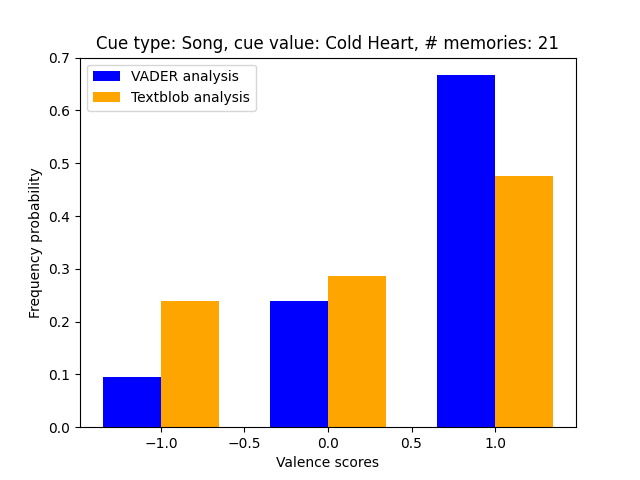 Cue type: Song, cue value: Cold Heart, # memories: 21
VADER analysis
Textblob analysis
Frequency probability
0.7
0.6
0.5
0.4
0.3
0.2
0.1
0.0
−1.0 −0.5 0.0 0.5 1.0
Valence scores